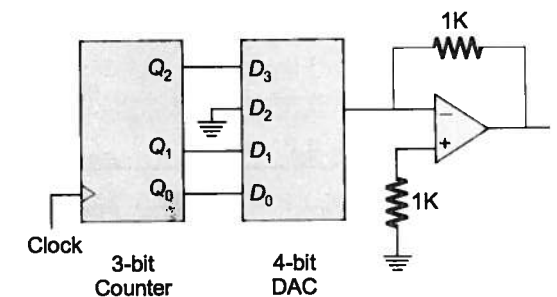 1K
Q2 D3
D2
Q1 D1
Q0 D0
− +
1K
Clock
3-bit
Counter
4-bit
DAC